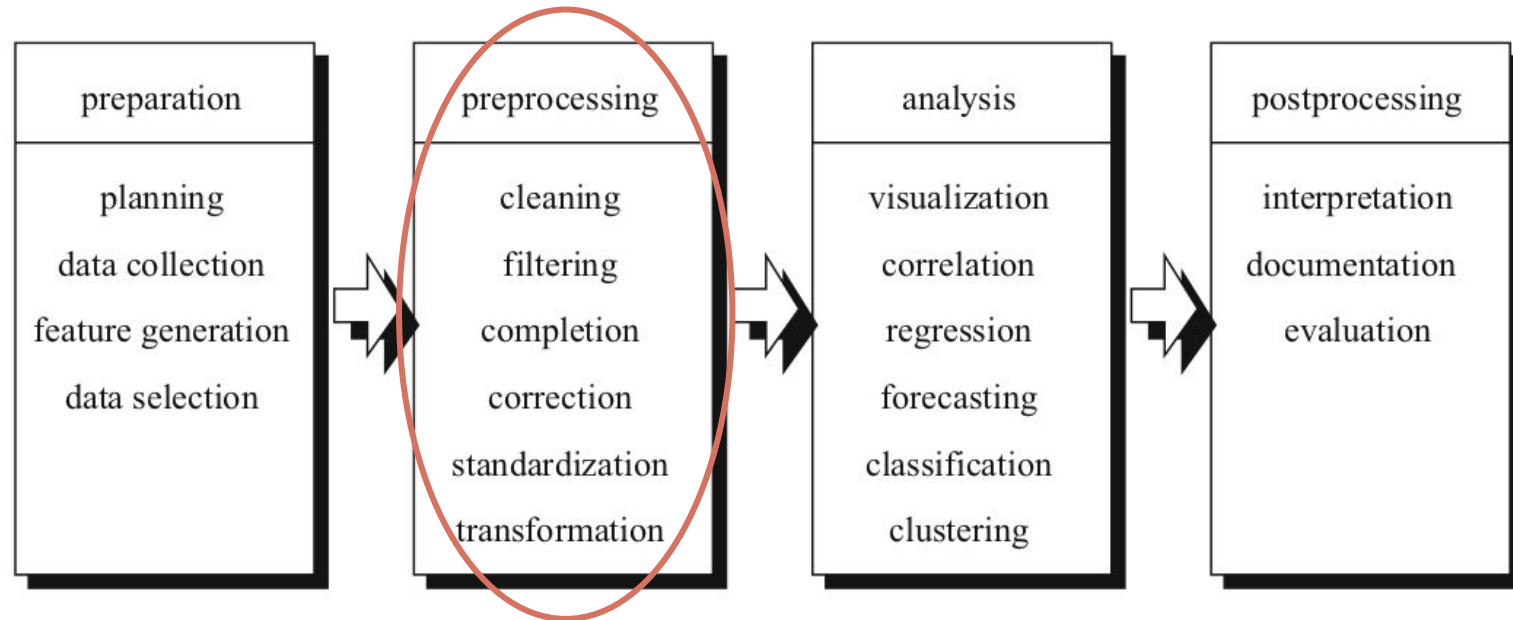 preparation
planning
data collection
feature generation
data selection
preprocessing
cleaning
filtering
completion
correction
standardization
transformation
analysis
visualization
correlation
regression
forecasting
classification
clustering
postprocessing
interpretation
documentation
evaluation